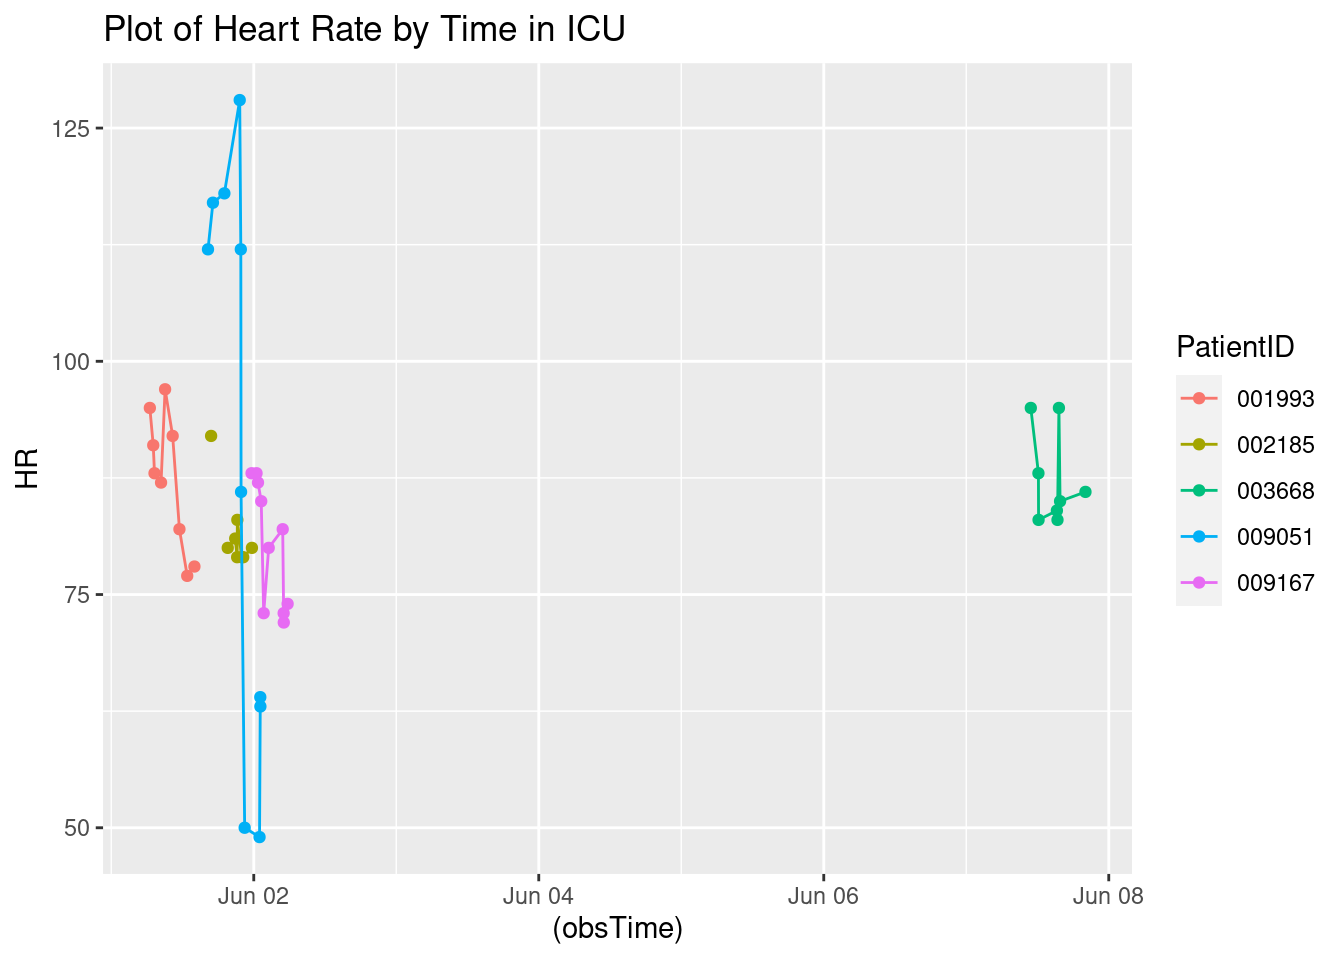 Plot of Heart Rate by Time in ICU
125
100
75
50
HR
Jun 02
Jun 04
Jun 06
Jun 08
(obsTime)
PatientID
001993
002185
003668
009051
009167